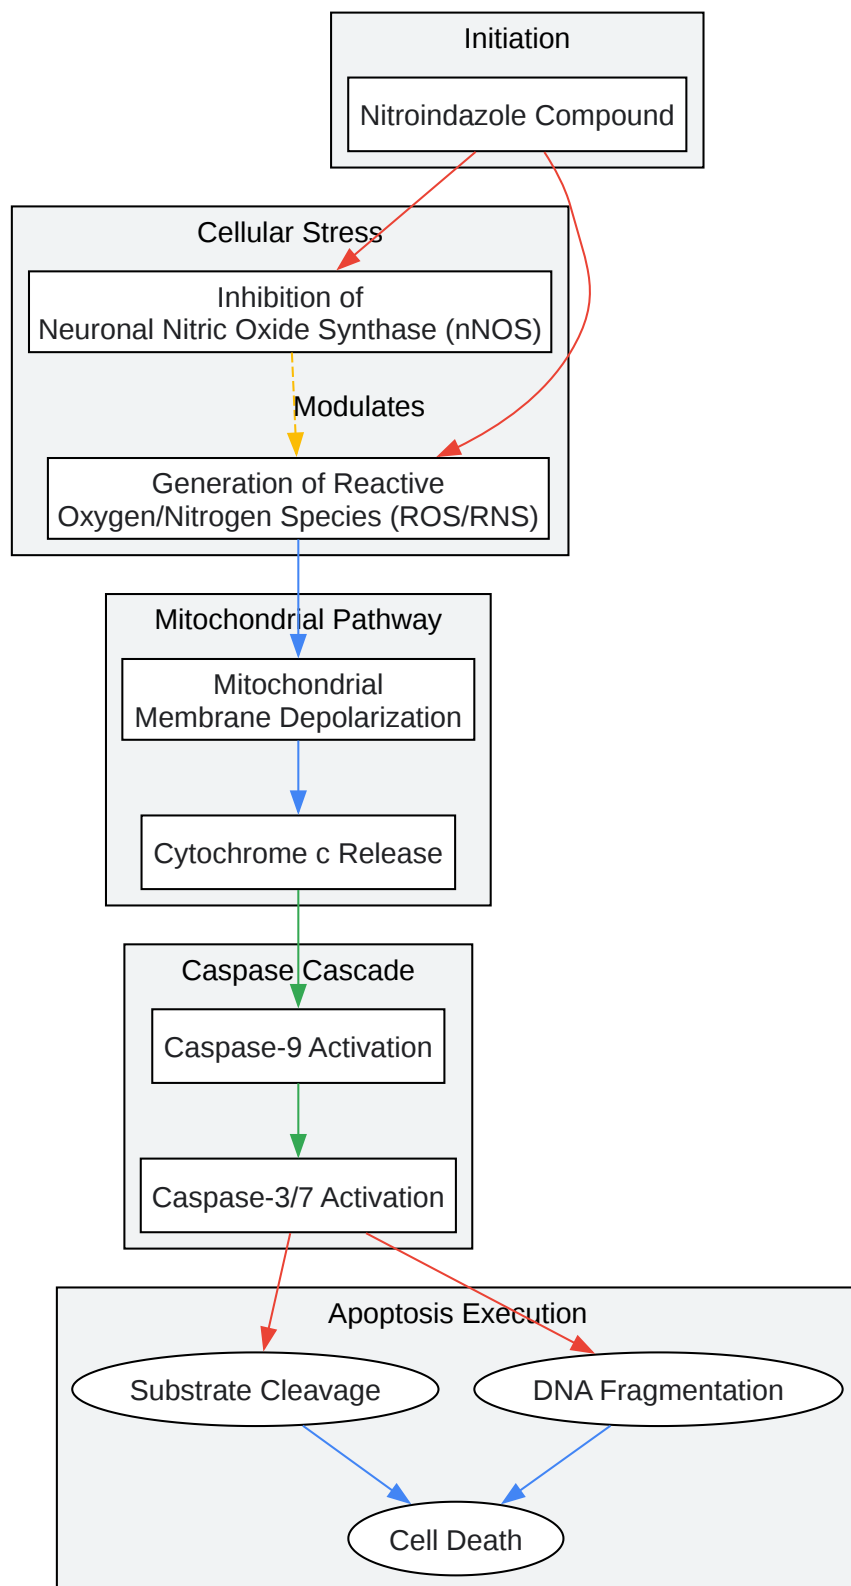 Initiation
Nitroindazole Compound
Cellular Stress
Inhibition of
Neuronal Nitric Oxide Synthase (nNOS)
Modulates
Generation of Reactive
Oxygen/Nitrogen Species (ROS/RNS)
Mitochondrial Pathway
Mitochondrial
Membrane Depolarization
Cytochrome c Release
Caspase Cascade
Caspase-9 Activation
Caspase-3/7 Activation
Apoptosis Execution
Substrate Cleavage
DNA Fragmentation
Cell Death